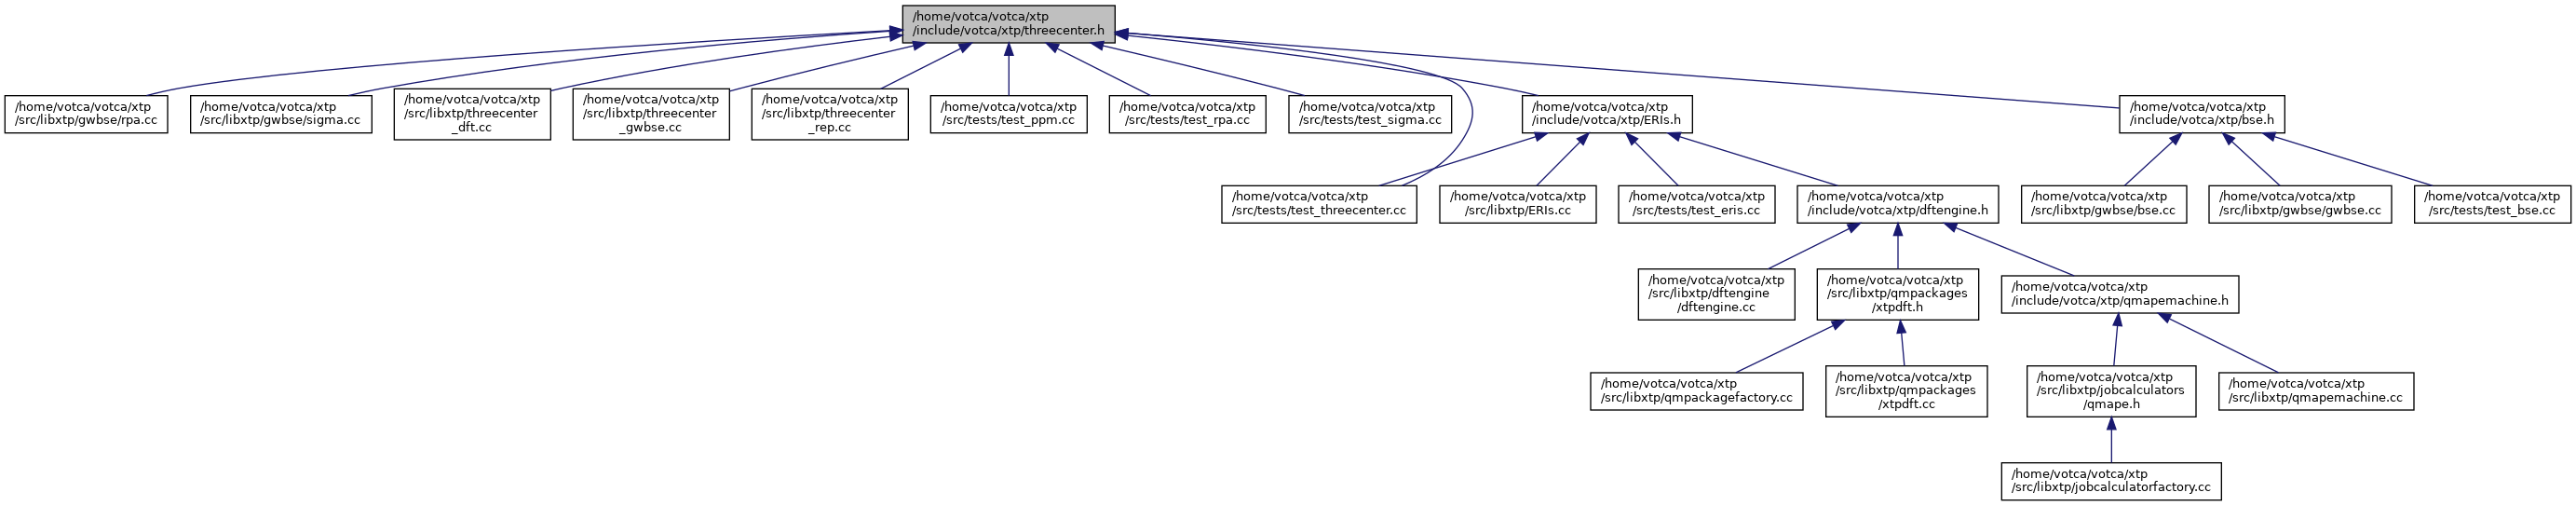 /home/votca/votca/xtp
/include/votca/xtp/threecenter.h
/home/votca/votca/xtp
/src/libxtp/gwbse/rpa.cc
/home/votca/votca/xtp
/src/libxtp/gwbse/sigma.cc
/home/votca/votca/xtp
/src/libxtp/threecenter
_dft.cc
/home/votca/votca/xtp
/src/libxtp/threecenter
_gwbse.cc
/home/votca/votca/xtp
/src/libxtp/threecenter
_rep.cc
/home/votca/votca/xtp
/src/tests/test_ppm.cc
/home/votca/votca/xtp
/src/tests/test_rpa.cc
/home/votca/votca/xtp
/src/tests/test_sigma.cc
/home/votca/votca/xtp
/include/votca/xtp/ERIs.h
/home/votca/votca/xtp
/include/votca/xtp/bse.h
/home/votca/votca/xtp
/src/tests/test_threecenter.cc
/home/votca/votca/xtp
/src/libxtp/ERIs.cc
/home/votca/votca/xtp
/src/tests/test_eris.cc
/home/votca/votca/xtp
/include/votca/xtp/dftengine.h
/home/votca/votca/xtp
/src/libxtp/gwbse/bse.cc
/home/votca/votca/xtp
/src/libxtp/gwbse/gwbse.cc
/home/votca/votca/xtp
/src/tests/test_bse.cc
/home/votca/votca/xtp
/src/libxtp/dftengine
/dftengine.cc
/home/votca/votca/xtp
/src/libxtp/qmpackages
/xtpdft.h
/home/votca/votca/xtp
/include/votca/xtp/qmapemachine.h
/home/votca/votca/xtp
/src/libxtp/qmpackagefactory.cc
/home/votca/votca/xtp
/src/libxtp/qmpackages
/xtpdft.cc
/home/votca/votca/xtp
/src/libxtp/jobcalculators
/qmape.h
/home/votca/votca/xtp
/src/libxtp/qmapemachine.cc
/home/votca/votca/xtp
/src/libxtp/jobcalculatorfactory.cc